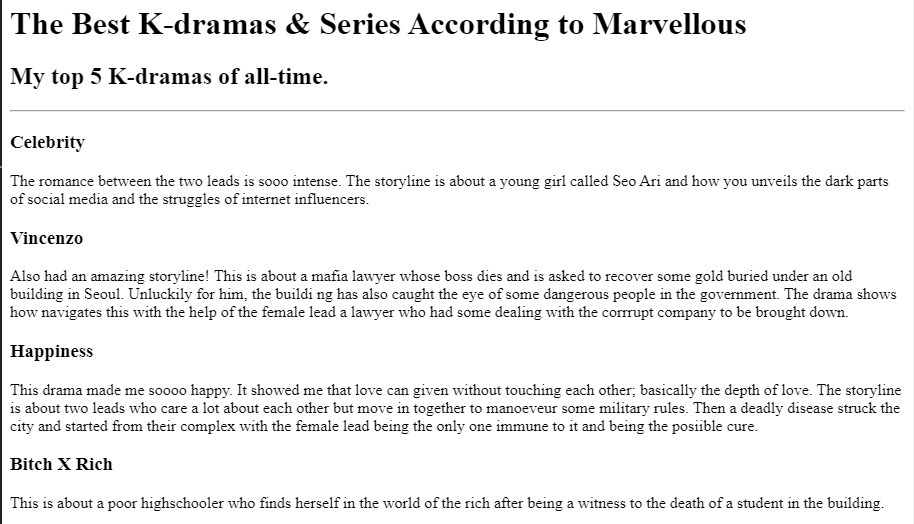 The Best K-dramas & Series According to Marvellous
My top 5 K-dramas of all-time.
Celebrity
The romance between the two leads is sooo intense. The storyline is about a young girl called Seo Ari and how you unveils the dark parts
of social media and the struggles of internet influencers.
Vincenzo
Also had an amazing storyline! This is about a mafia lawyer whose boss dies and is asked to recover some gold buried under an old
building in Seoul. Unluckily for him, the buildi ng has also caught the eye of some dangerous people in the government. The drama shows
how navigates this with the help of the female lead a lawyer who had some dealing with the corrrupt company to be brought down.
Happiness
This drama made me soooo happy. It showed me that love can given without touching each other; basically the depth of love. The storyline
is about two leads who care a lot about each other but move in together to manoeveur some military rules. Then a deadly disease struck the
city and started from their complex with the female lead being the only one immune to it and being the posiible cure.
Bitch X Rich
This is about a poor highschooler who finds herself in the world of the rich after being a witness to the death of a student in the building.